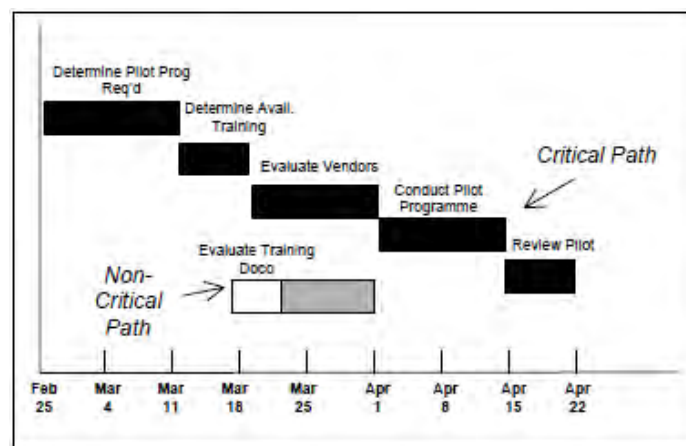 Determine Pilot Prog
Req'd
Determine Avail.
Training
Evaluate Vendors
Critical Path
Conduct Pilot
Programme
Review Pilot
Evaluate Training
Doco
Non-
Critical
Path
Feb Mar Mar Mar Mar Apr Apr Apr Apr
25 4 11 18 25 1 8 15 22